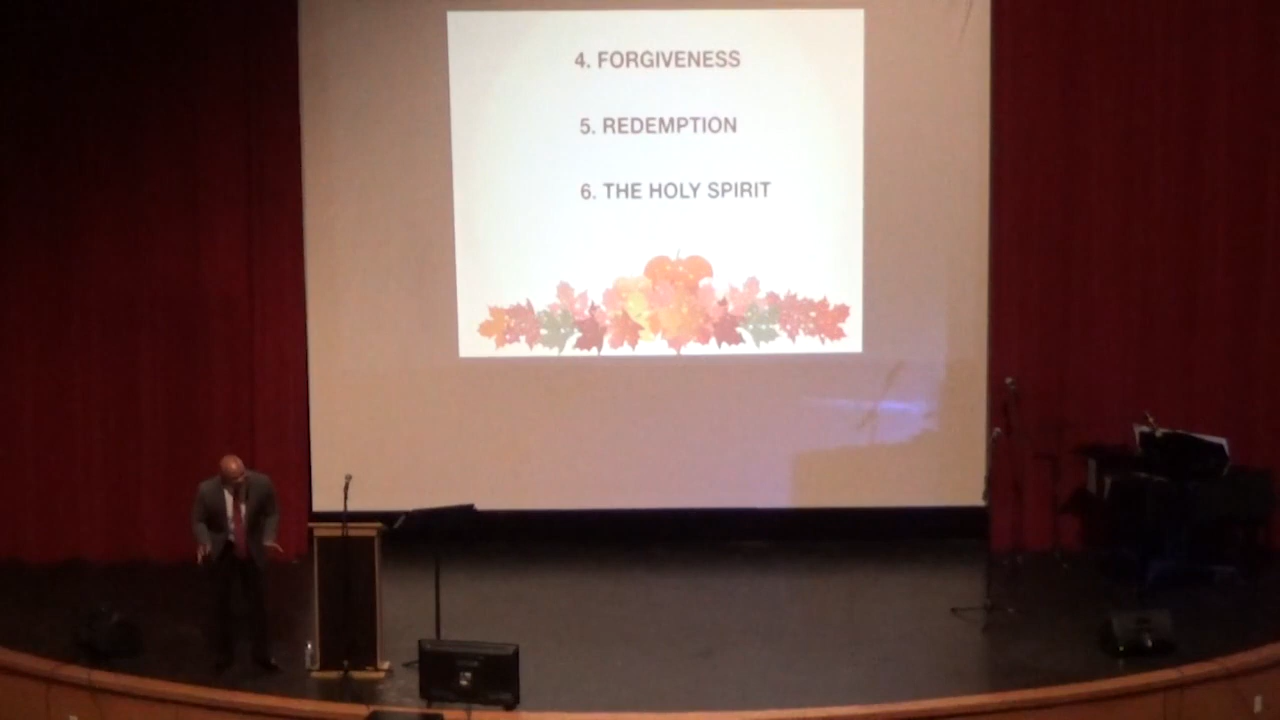 4. FORGIVENESS
5. REDEMPTION
6. THE HOLY SPIRIT